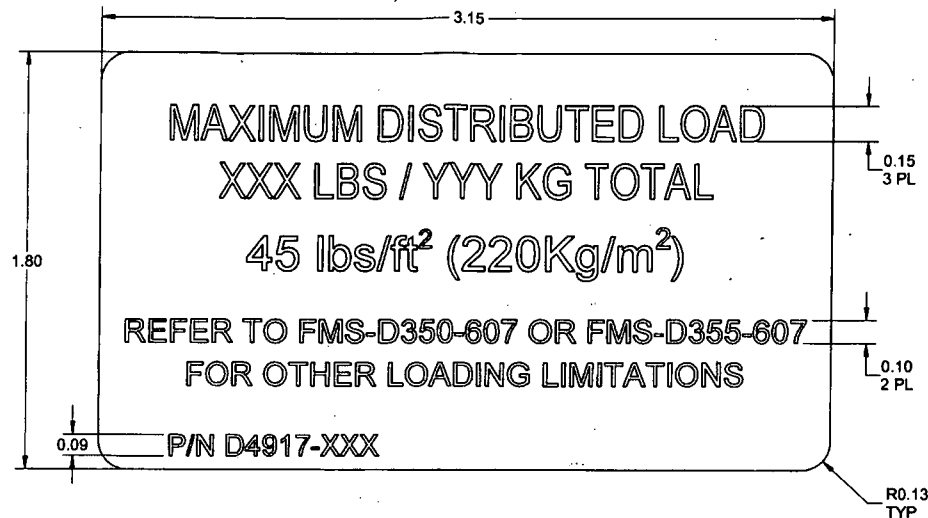 3.15
MAXIMUM DISTRIBUTED LOAD
XXX LBS / YYY KG TOTAL
0.15
3 PL
45 lbs/ft² (220Kg/m²)
1.80
REFER TO FMS-D350-607 OR FMS-D355-607
FOR OTHER LOADING LIMITATIONS
0.10
2 PL
0.09
P/N D4917-XXX
R0.13
TYP